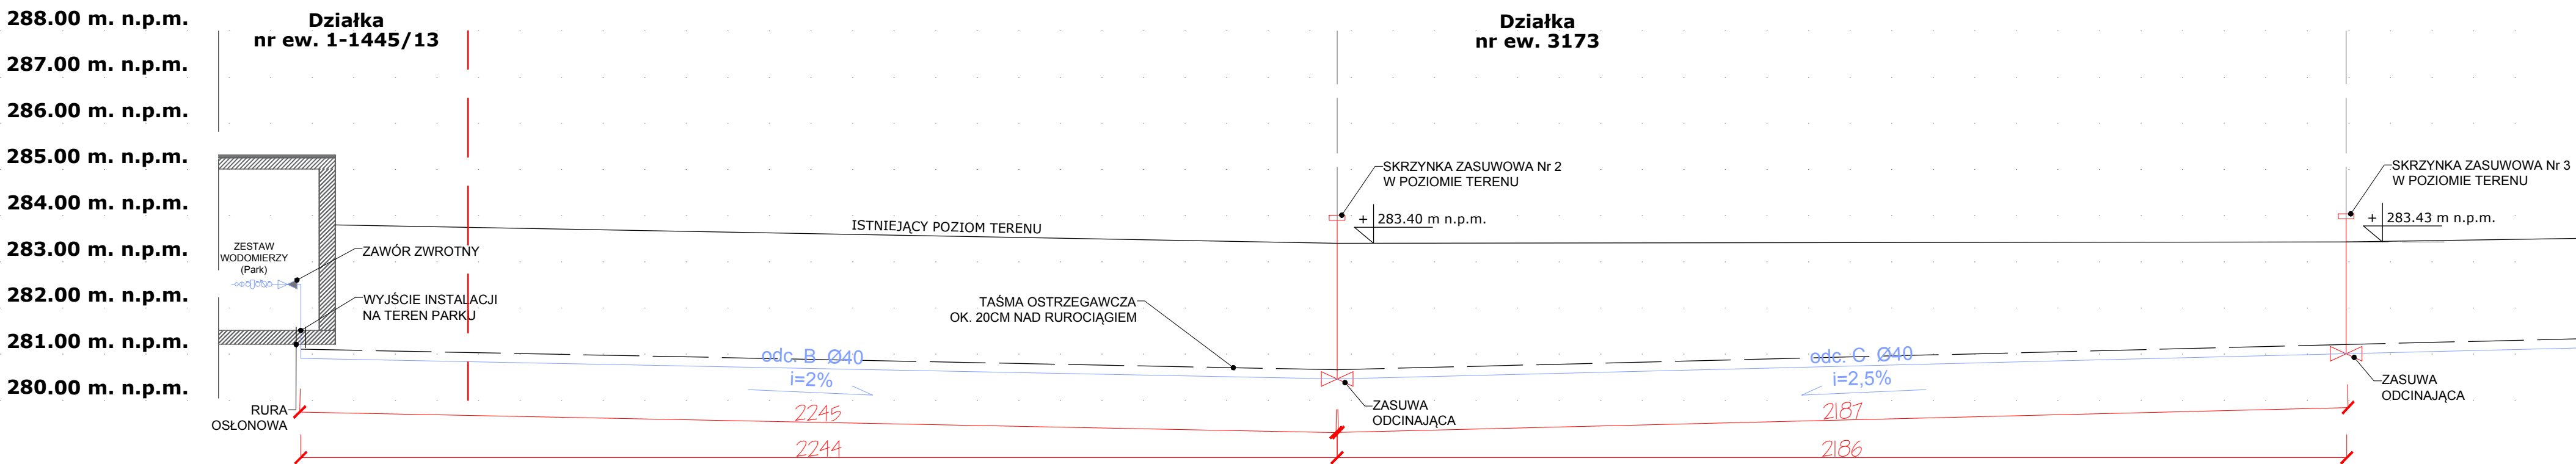 288.00 m. n.p.m.
287.00 m. n.p.m.
286.00 m. n.p.m.
285.00 m. n.p.m.
284.00 m. n.p.m.
283.00 m. n.p.m.
282.00 m. n.p.m.
281.00 m. n.p.m.
280.00 m. n.p.m.
Działka
nr ew. 1-1445/13
Działka
nr ew. 3173
ZESTAW
WODOMIERZY
(Park)
ZAWÓR ZWROTNY
WYJŚCIE INSTALACJI
NA TEREN PARKU
RURA
OSŁONOWA
ISTNIEJĄCY POZIOM TERENU
TAŚMA OSTRZEGAWCZA
OK. 20CM NAD RUROCIĄGIEM
odc. B Ø40
i=2%
2245
2244
SKRZYNKA ZASUWOWA Nr 2
W POZIOMIE TERENU
+ 283.40 m n.p.m.
ZASUWA
ODCINAJĄCA
odc. C Ø40
i=2,5%
2187
2186
SKRZYNKA ZASUWOWA Nr 3
W POZIOMIE TERENU
+ 283.43 m n.p.m.
ZASUWA
ODCINAJĄCA